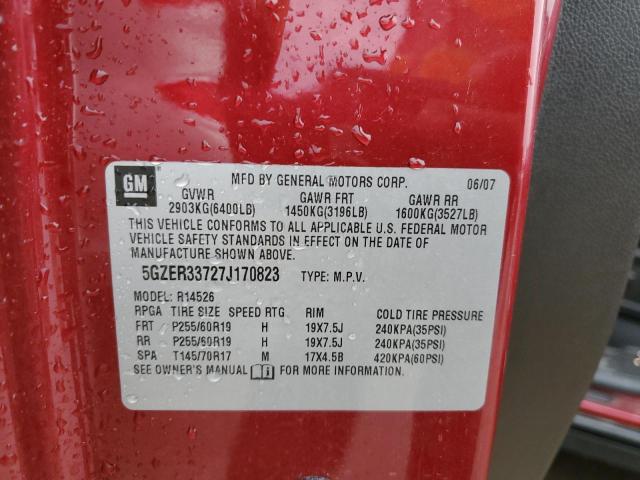 GM
MFD BY GENERAL MOTORS CORP. 06/07
GVWR GAWR FRT GAWR RR
2903KG(6400LB) 1450KG(3196LB) 1600KG(3527LB)
THIS VEHICLE CONFORMS TO ALL APPLICABLE U.S. FEDERAL MOTOR
VEHICLE SAFETY STANDARDS IN EFFECT ON THE DATE OF
MANUFACTURE SHOWN ABOVE.
5GZER33727J170823 TYPE: M.P.V.
MODEL: R14526
RPGA TIRE SIZE SPEED RTG RIM COLD TIRE PRESSURE
FRT P255/60R19 H 19X7.5J 240KPA(35PSI)
RR P255/60R19 H 19X7.5J 240KPA(35PSI)
SPA T145/70R17 M 17X4.5B 420KPA(60PSI)
SEE OWNER'S MANUAL FOR MORE INFORMATION.